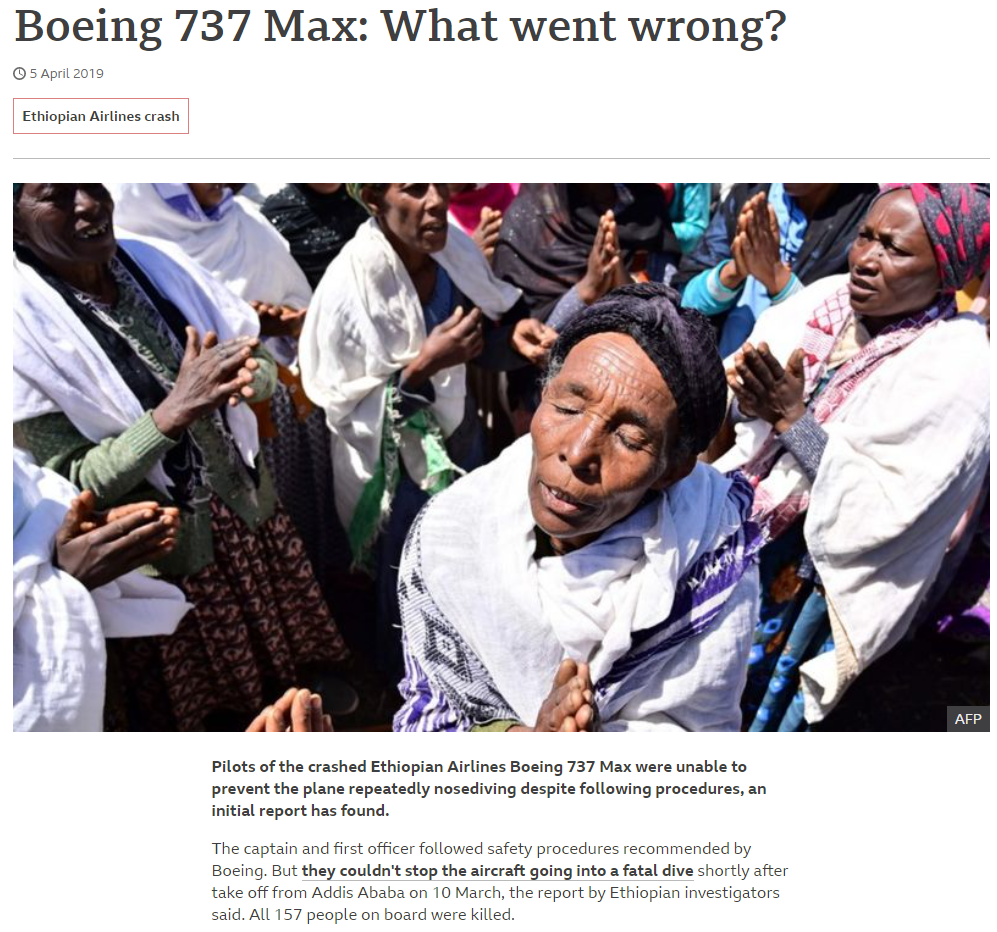 Boeing 737 Max: What went wrong?
5 April 2019
Ethiopian Airlines crash
AFP
Pilots of the crashed Ethiopian Airlines Boeing 737 Max were unable to
prevent the plane repeatedly nosediving despite following procedures, an
initial report has found.
The captain and first officer followed safety procedures recommended by
Boeing. But they couldn't stop the aircraft going into a fatal dive shortly after
take off from Addis Ababa on 10 March, the report by Ethiopian investigators
said. All 157 people on board were killed.